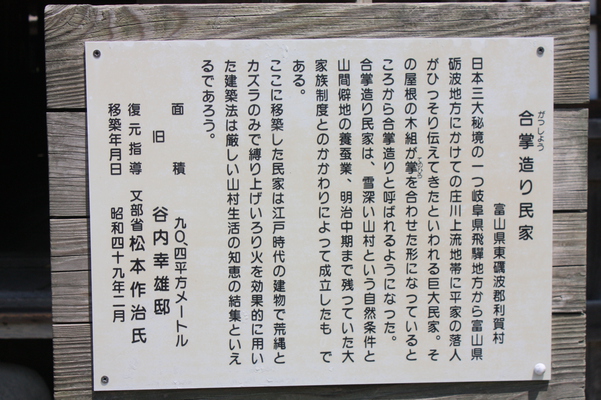 合掌造り民家
がっしょう
富山県東礪波郡利賀村
日本三大秘境の一つ岐阜県飛驒地方から富山県
砺波地方にかけての庄川上流地帯に平家の落人
がひっそり伝えてきたといわれる巨大民家。そ
の屋根の木組が掌を合わせた形になっていると
てのひら
ころから合掌造りと呼ばれるようになった。
合掌造り民家は、雪深い山村という自然条件と
山間僻地の養蚕業、明治中期まで残っていた大
家族制度とのかかわりによって成立したも で
ある。
ここに移築した民家は江戸時代の建物で荒縄と
カズラのみで縛り上げいろり火を効果的に用い
た建築法は厳しい山村生活の知恵の結集といえ
るであろう。
面積 九〇、四平方メートル
旧 谷内幸雄邸
復元指導 文部省 松本作治氏
移築年月日 昭和四十九年二月